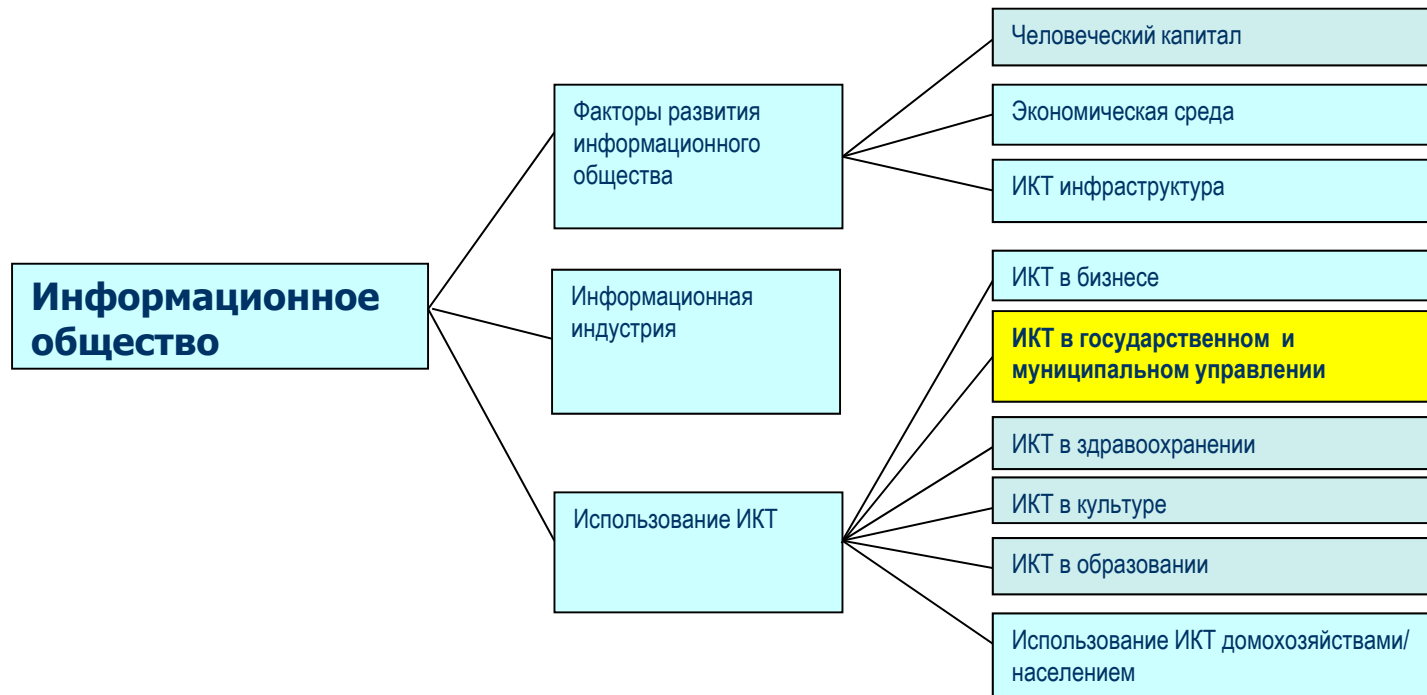 Информационное
общество
Факторы развития
информационного
общества
Информационная
индустрия
Использование ИКТ
Человеческий капитал
Экономическая среда
ИКТ инфраструктура
ИКТ в бизнесе
ИКТ в государственном и
муниципальном управлении
ИКТ в здравоохранении
ИКТ в культуре
ИКТ в образовании
Использование ИКТ домохозяйствами/
населением